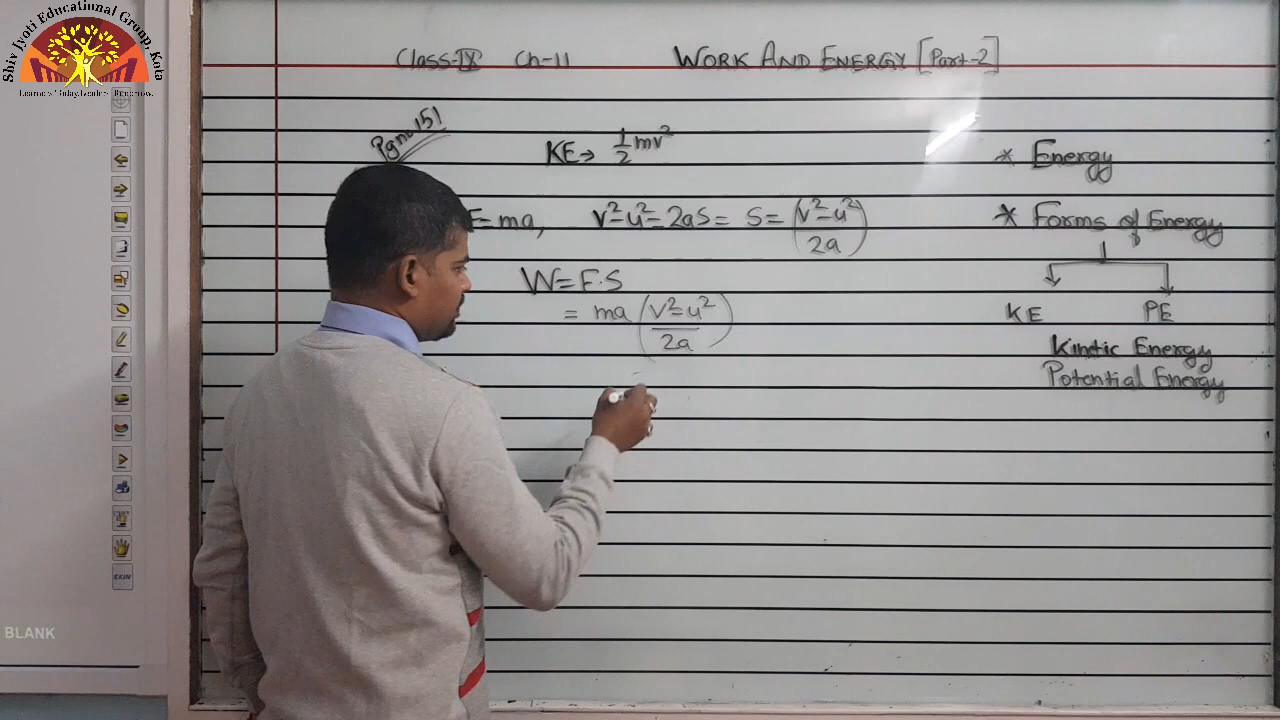 Shiv Jyoti Educational Group, Kota
Class-IX Ch-11 WORK AND ENERGY [Part-2]
Pg no 151
KE → 1/2 mv²
F = ma, v²-u² = 2as = S = (v²-u²/2a)
W = F.S
= ma (v²-u²/2a)
* Energy
* Forms of Energy
KE PE
Kinetic Energy
Potential Energy
SKIN
BLANK